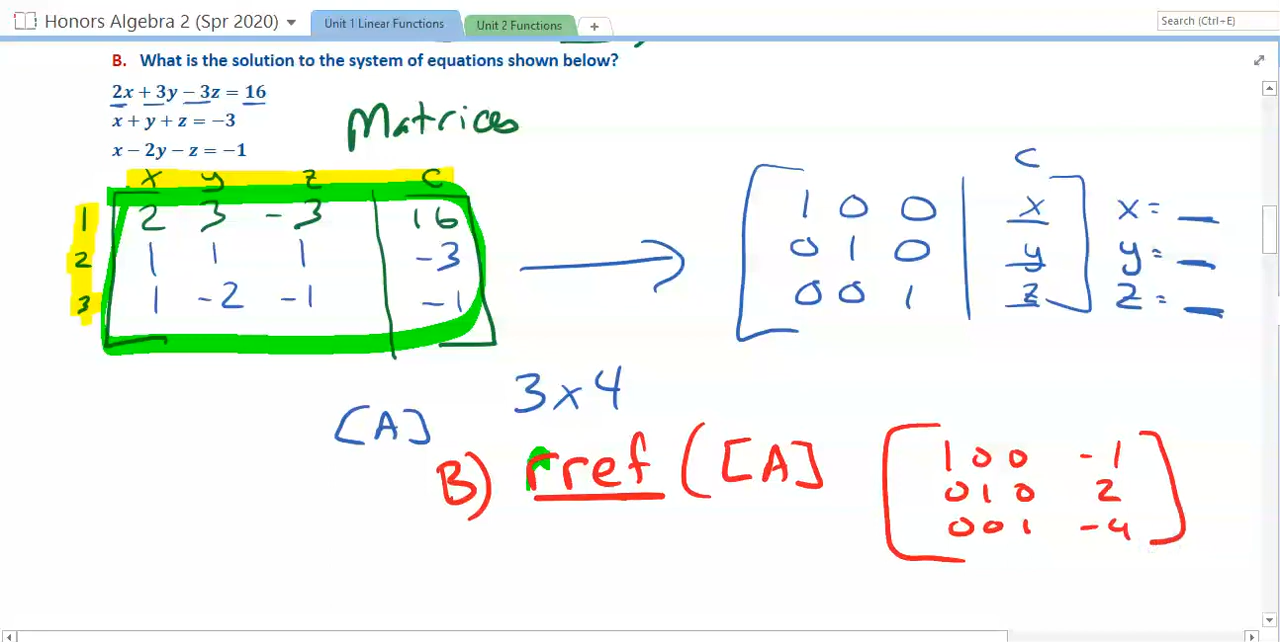 Honors Algebra 2 (Spr 2020) Unit 1 Linear Functions Unit 2 Functions + Search (Ctrl+E)
B. What is the solution to the system of equations shown below?
2x + 3y − 3z = 16
x + y + z = −3
x − 2y − z = −1
Matrices
x y z c
1 2 3 -3 16
2 1 1 1 -3
3 1 -2 -1 -1
C
1 0 0 x x = _
0 1 0 y y = _
0 0 1 z z = _
3x4
[A]
B) rref ([A]
1 0 0 -1
0 1 0 2
0 0 1 -4